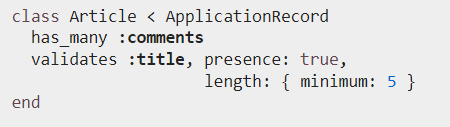 class Article < ApplicationRecord
  has_many :comments
  validates :title, presence: true,
                    length: { minimum: 5 }
end